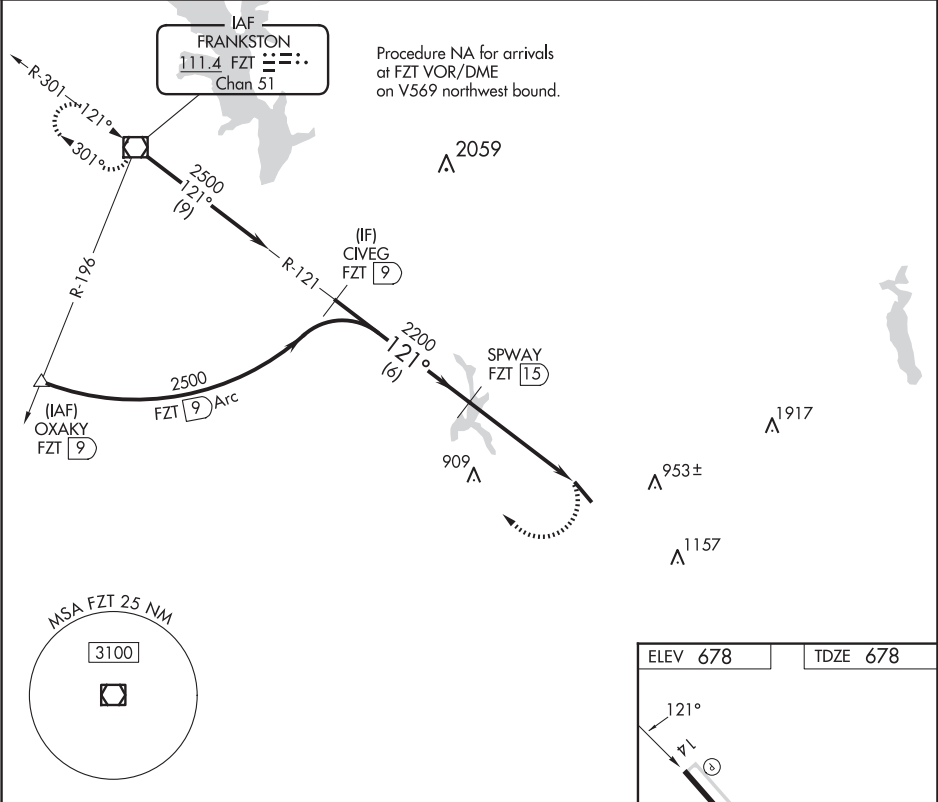 IAF
FRANKSTON
111.4 FZT
Chan 51
Procedure NA for arrivals
at FZT VOR/DME
on V569 northwest bound.
R-301
121°
301°
2059
2500
121°
(9)
R-196
(IF)
CIVEG
FZT 9
R-121
2200
121°
(6)
SPWAY
FZT 15
2500
FZT 9 Arc
(IAF)
OXAKY
FZT 9
1917
909
953±
1157
MSA FZT 25 NM
3100
ELEV 678
TDZE 678
121°
14
P